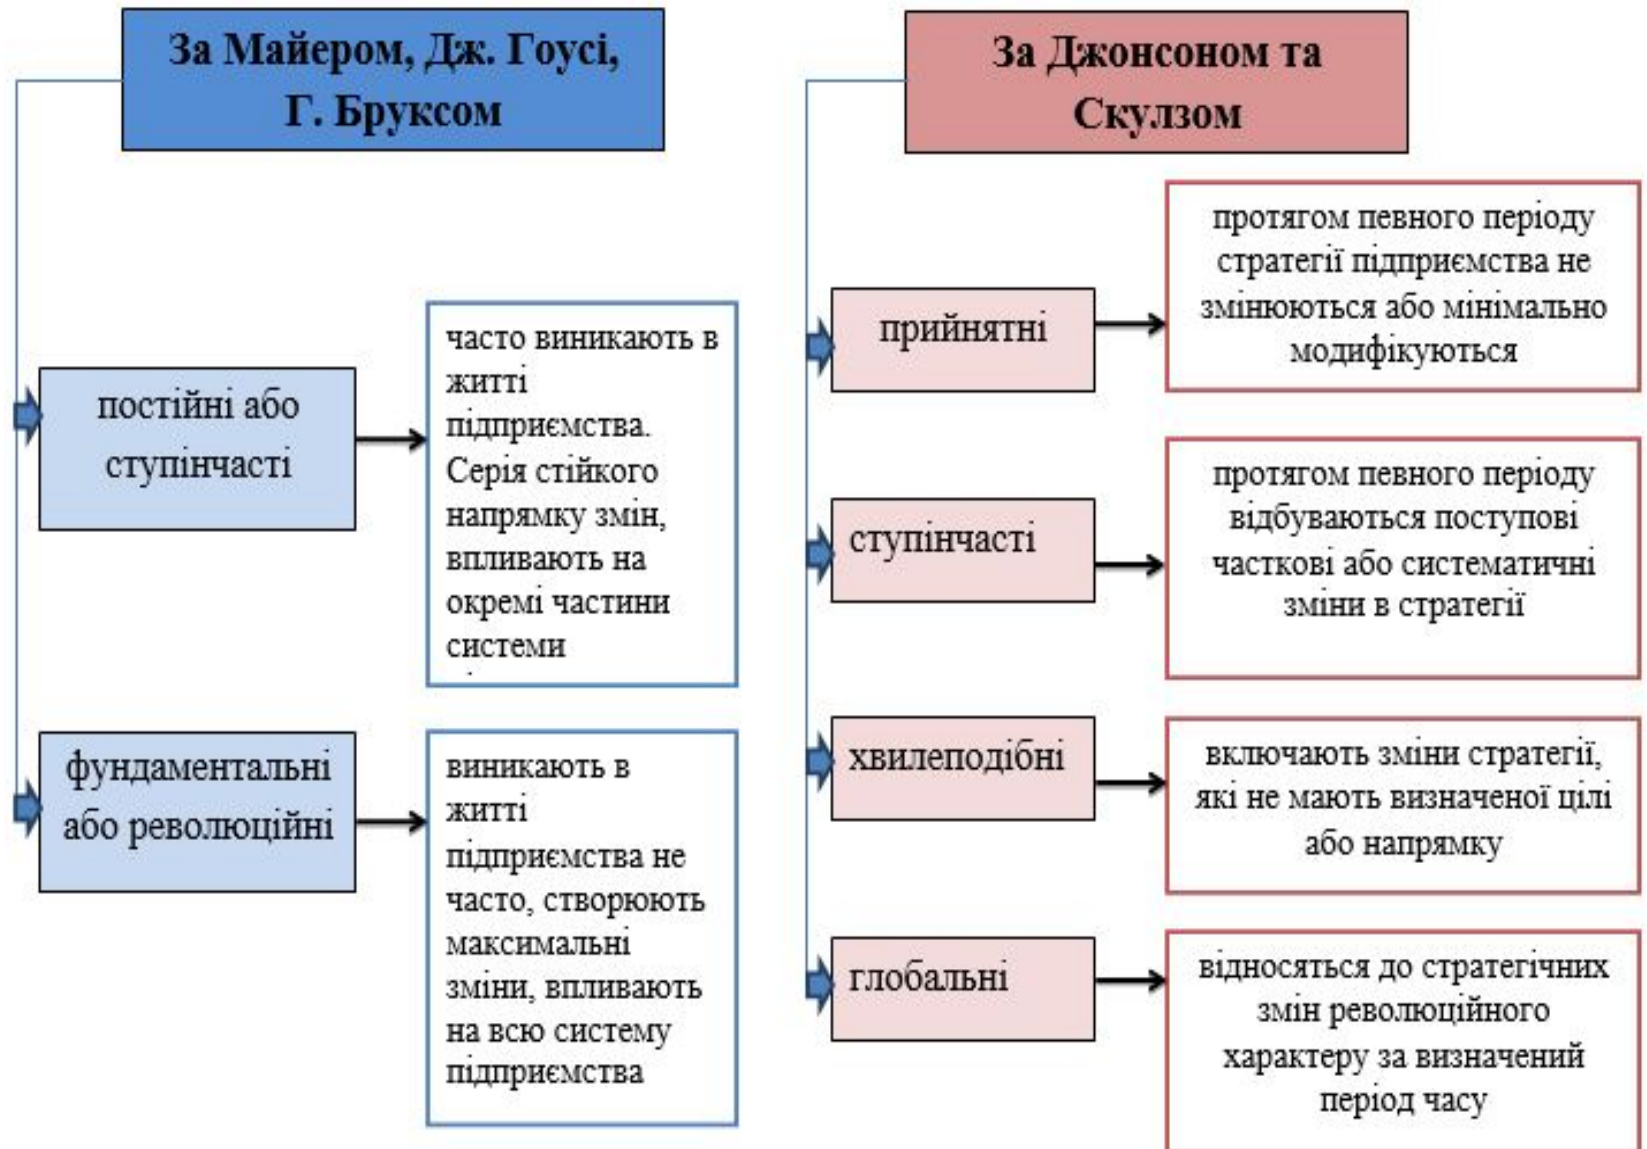 За Майером, Дж. Гоусі,
Г. Бруксом
постійні або
ступінчасті
часто виникають в
житті
підприємства.
Серія стійкого
напрямку змін,
впливають на
окремі частини
системи
фундаментальні
або революційні
виникають в
житті
підприємства не
часто, створюють
максимальні
зміни, впливають
на всю систему
підприємства
За Джонсоном та
Скулзом
прийнятні
протягом певного періоду
стратегії підприємства не
змінюються або мінімально
модифікуються
ступінчасті
протягом певного періоду
відбуваються поступові
часткові або систематичні
зміни в стратегії
хвилеподібні
включають зміни стратегії,
які не мають визначеної цілі
або напрямку
глобальні
відносяться до стратегічних
змін революційного
характеру за визначений
період часу